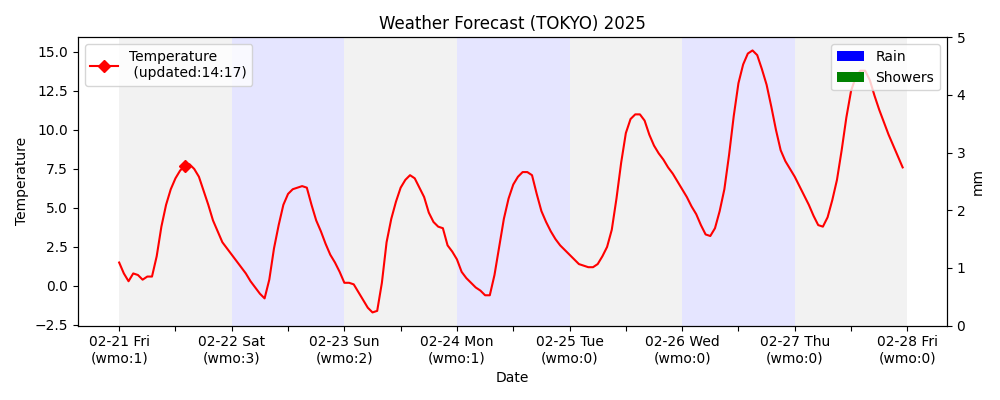 Weather Forecast (TOKYO) 2025
Temperature
(updated:14:17)
Rain
Showers
Temperature
15.0
12.5
10.0
7.5
5.0
2.5
0.0
−2.5
5
4
3
2
1
0
mm
02-21 Fri
(wmo:1)
02-22 Sat
(wmo:3)
02-23 Sun
(wmo:2)
02-24 Mon
(wmo:1)
02-25 Tue
(wmo:0)
02-26 Wed
(wmo:0)
02-27 Thu
(wmo:0)
02-28 Fri
(wmo:0)
Date